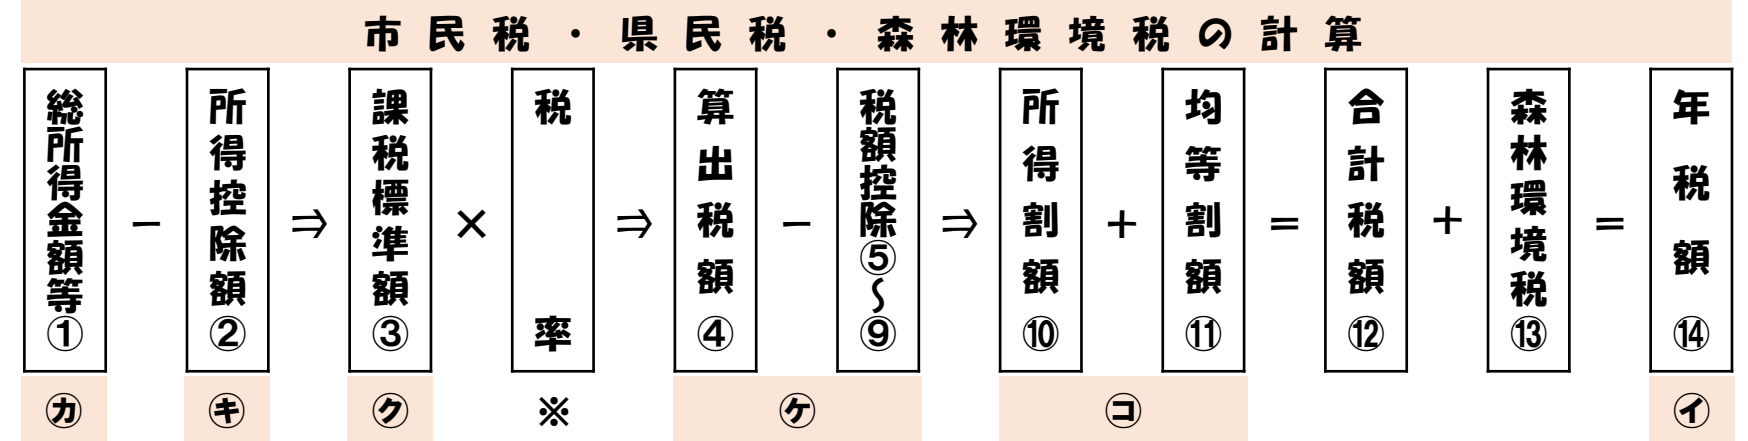 市民税・県民税・森林環境税の計算
総所得金額等①
－
所得控除額②
⇒
課税標準額③
×
税率
⇒
算出税額④
－
税額控除⑤～⑨
⇒
所得割額⑩
＋
均等割額⑪
＝
合計税額⑫
＋
森林環境税⑬
＝
年税額⑭
㋕
㋖
㋗
※
㋘
㋙
㋑